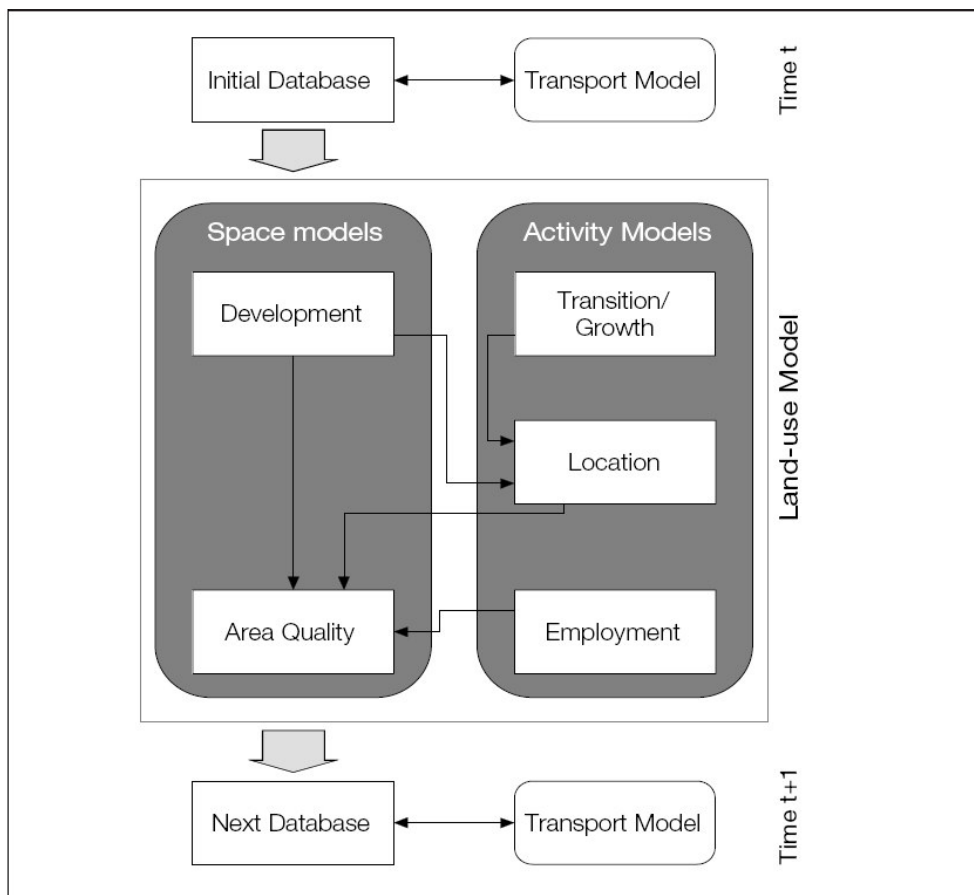 Initial Database
Transport Model
Time t
Space models
Activity Models
Development
Transition/
Growth
Location
Area Quality
Employment
Land-use Model
Next Database
Transport Model
Time t+1